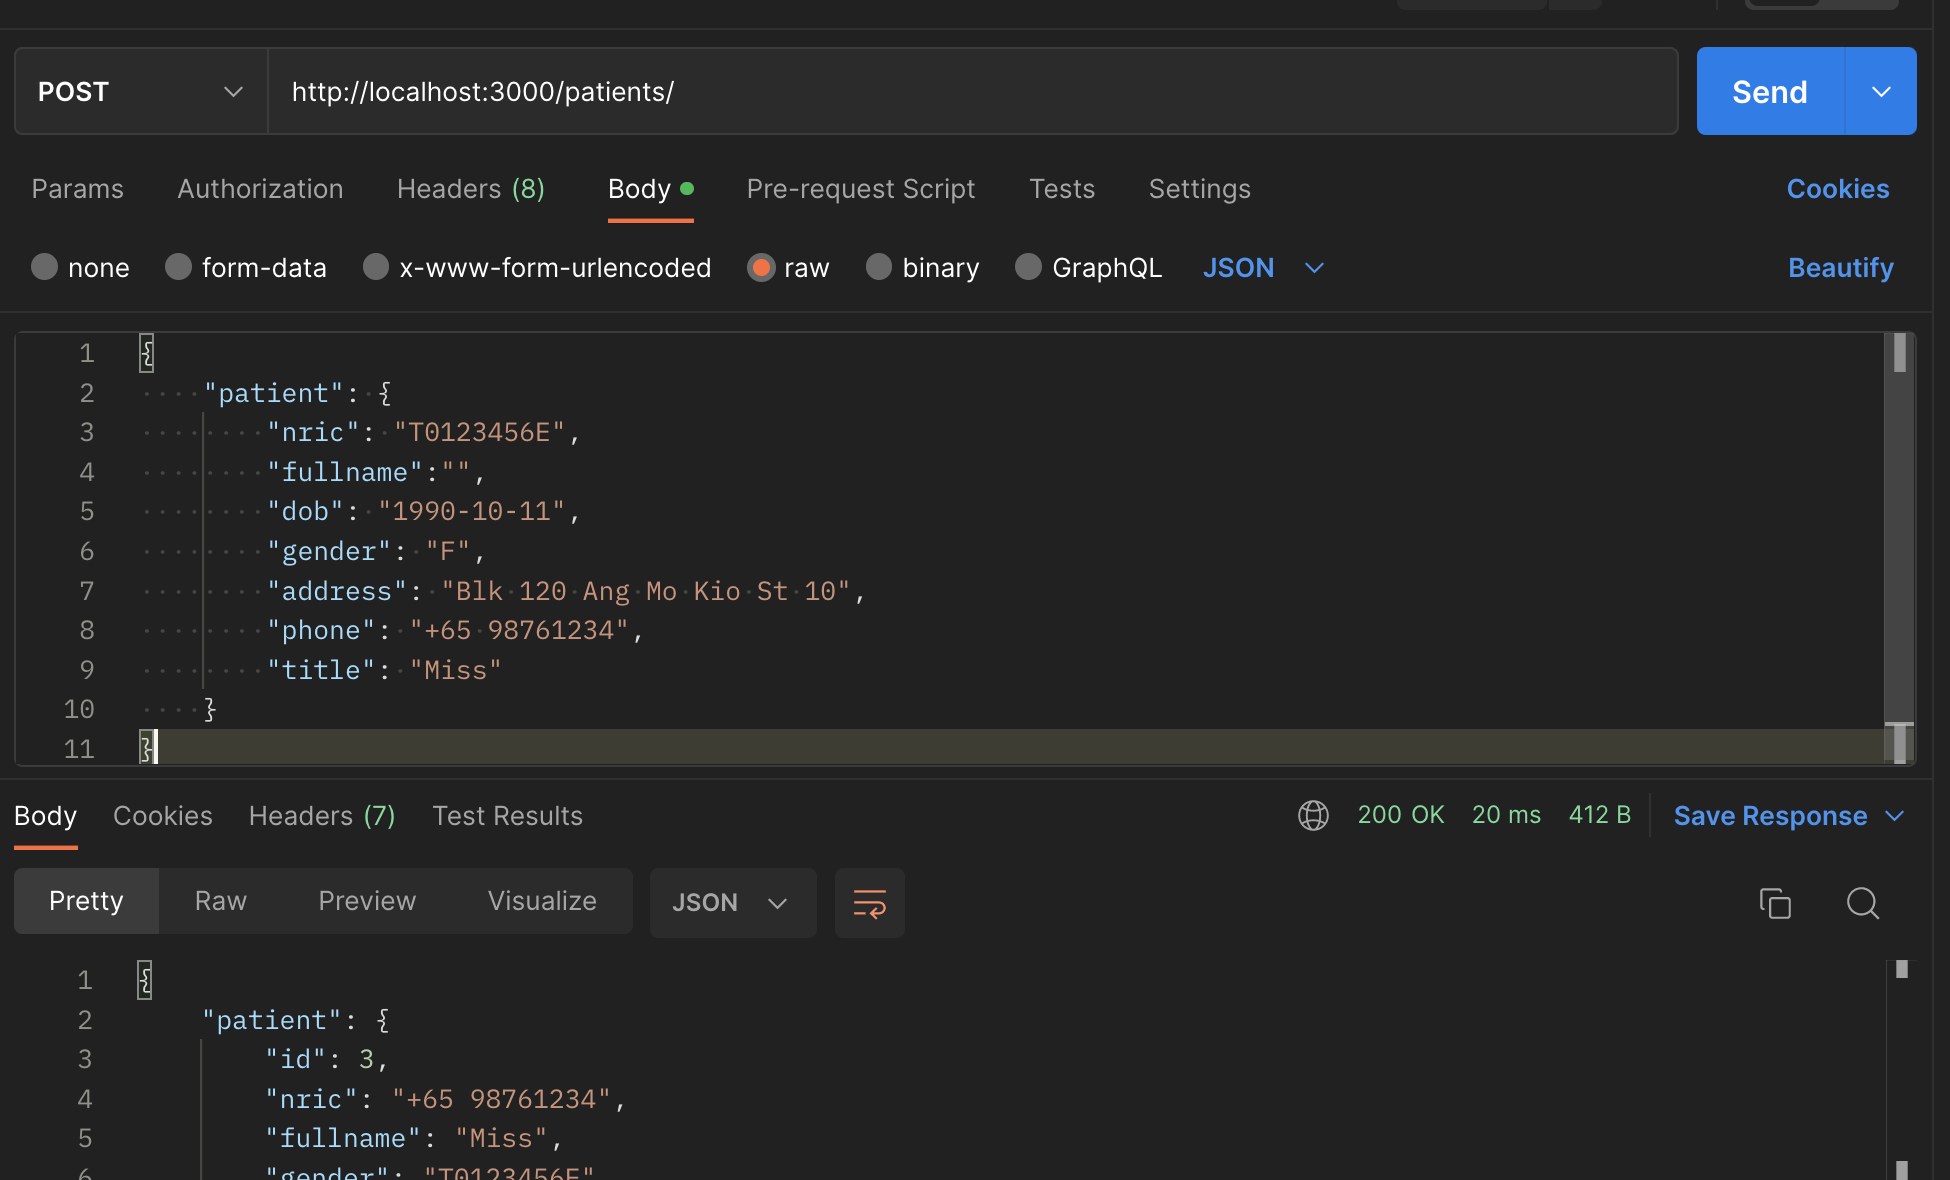 POST http://localhost:3000/patients/ Send
Params Authorization Headers (8) Body Pre-request Script Tests Settings Cookies
none form-data x-www-form-urlencoded raw binary GraphQL JSON Beautify
1 {
2 "patient": {
3 "nric": "T0123456E",
4 "fullname":"",
5 "dob": "1990-10-11",
6 "gender": "F",
7 "address": "Blk 120 Ang Mo Kio St 10",
8 "phone": "+65 98761234",
9 "title": "Miss"
10 }
11 }
Body Cookies Headers (7) Test Results 200 OK 20 ms 412 B Save Response
Pretty Raw Preview Visualize JSON
1 {
2 "patient": {
3 "id": 3,
4 "nric": "+65 98761234",
5 "fullname": "Miss",
6 "gender": "T0123456E"